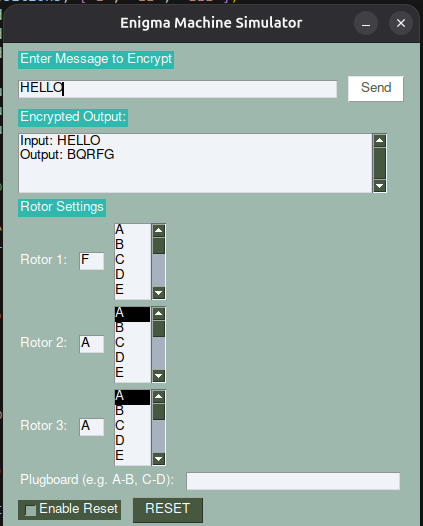 Enigma Machine Simulator
Enter Message to Encrypt
HELLO
Send
Encrypted Output:
Input: HELLO
Output: BQRFG
Rotor Settings
Rotor 1:
F
A
B
C
D
E
Rotor 2:
A
A
B
C
D
E
Rotor 3:
A
A
B
C
D
E
Plugboard (e.g. A-B, C-D):
Enable Reset
RESET